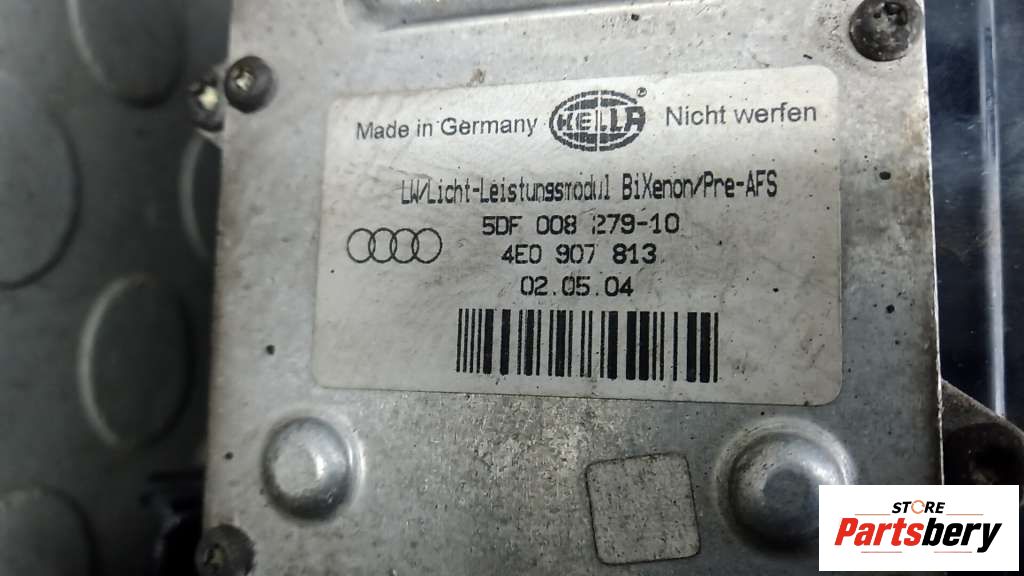 Made in Germany HELLA ® Nicht werfen
LW/Licht-Leistungsmodul BiXenon/Pre-AFS
5DF 008 279-10
4E0 907 813
02.05.04
STORE
Partsbery